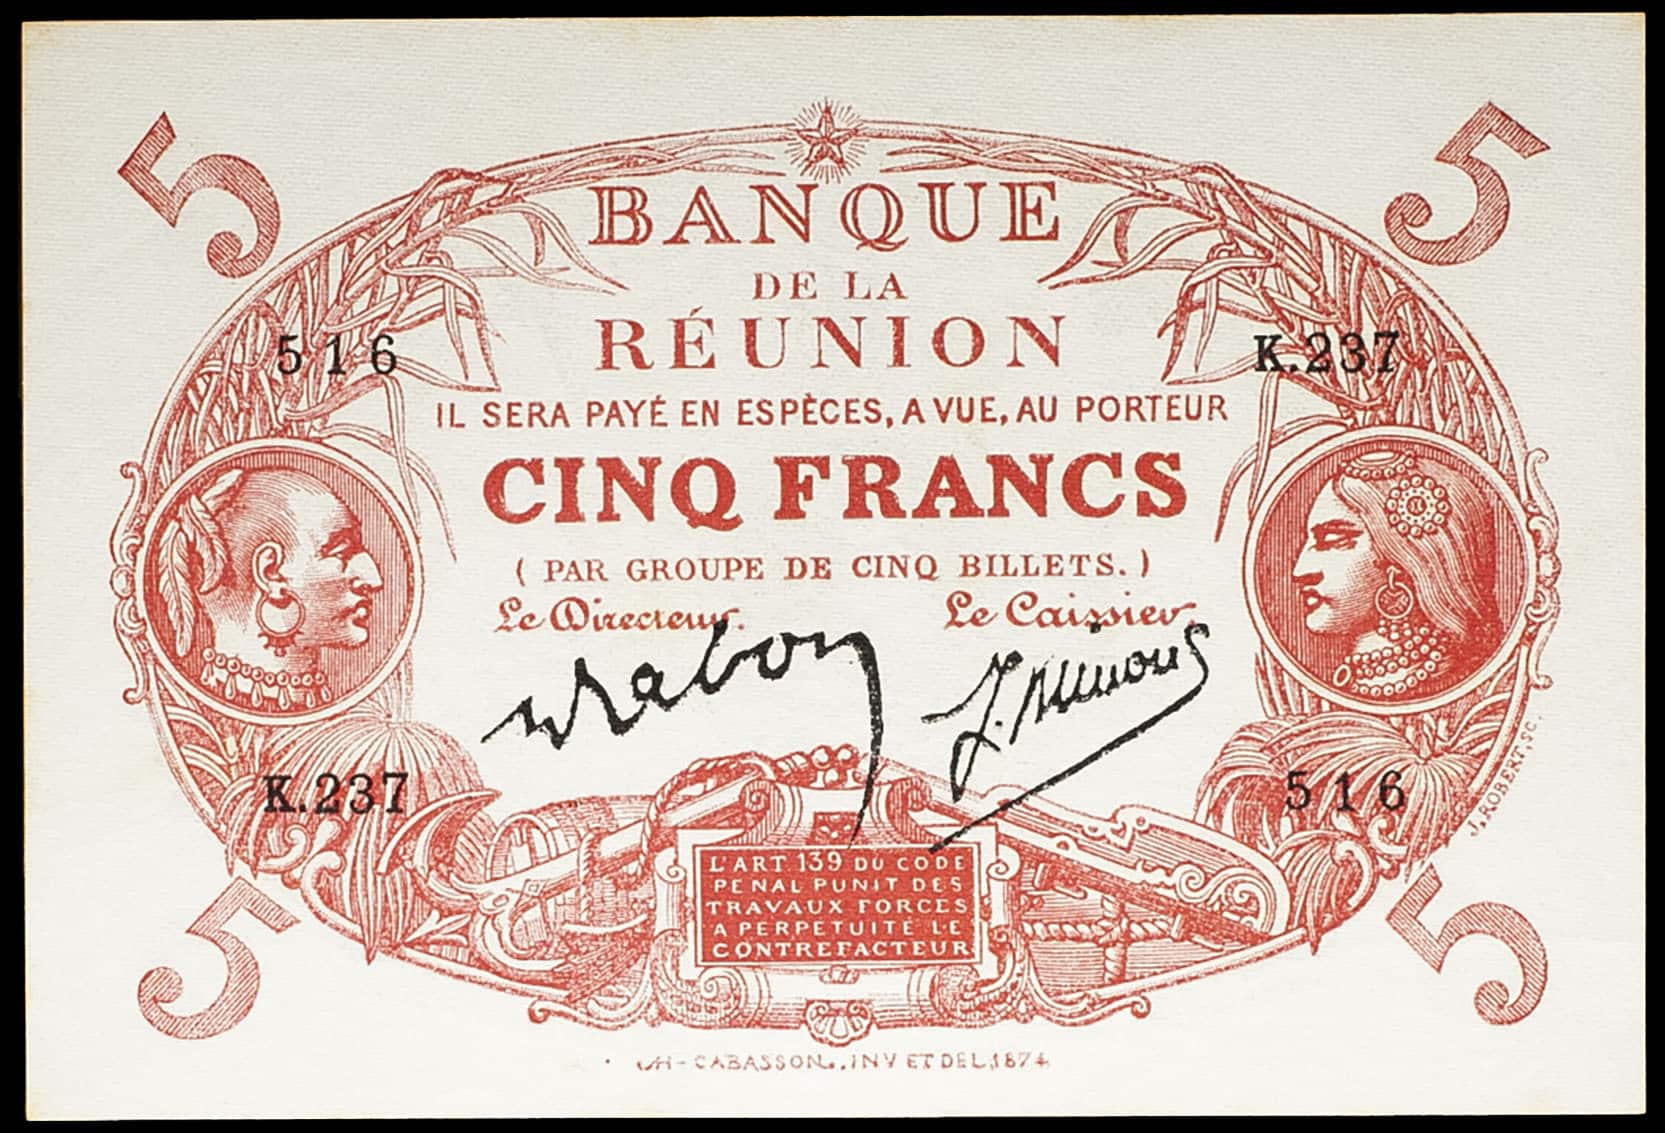 5 5
BANQUE
DE LA
RÉUNION
516 K.237
IL SERA PAYÉ EN ESPÈCES, A VUE, AU PORTEUR
CINQ FRANCS
( PAR GROUPE DE CINQ BILLETS. )
Le Directeur. Le Caissier.
K.237 516
J. ROBERT, SC.
L'ART 139 DU CODE
PENAL PUNIT DES
TRAVAUX FORCES
A PERPETUITÉ LE
CONTREFACTEUR
5 5
CABASSON, INV ET DEL, 1874